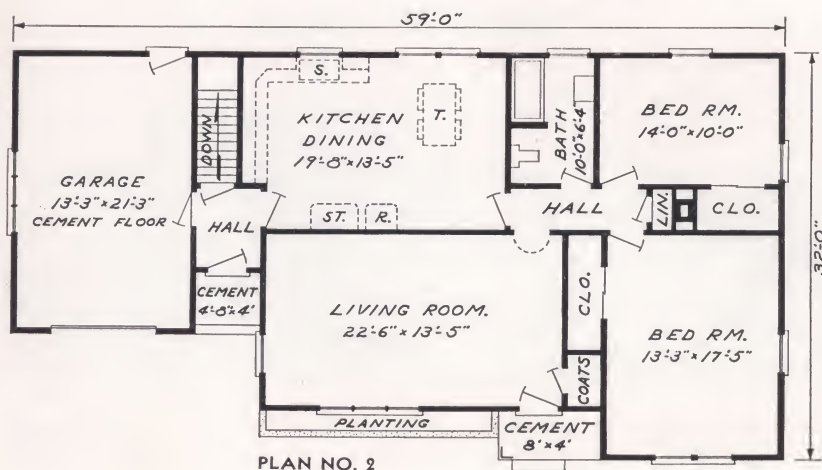 59'-0"
S.
KITCHEN
DINING
19'-8"x13'-5"
T.
BATH
10'-0"x6'-4"
BED RM.
14'-0"x10'-0"
DOWN
GARAGE
13'-3"x21'-3"
CEMENT FLOOR
HALL
ST.
R.
HALL
LIN.
CLO.
32'-0"
CEMENT
4'-8"x4'
LIVING ROOM.
22'-6"x13'-5"
CLO.
BED RM.
13'-3"x17'-5"
COATS
PLANTING
CEMENT
8'x4'
PLAN NO. 2